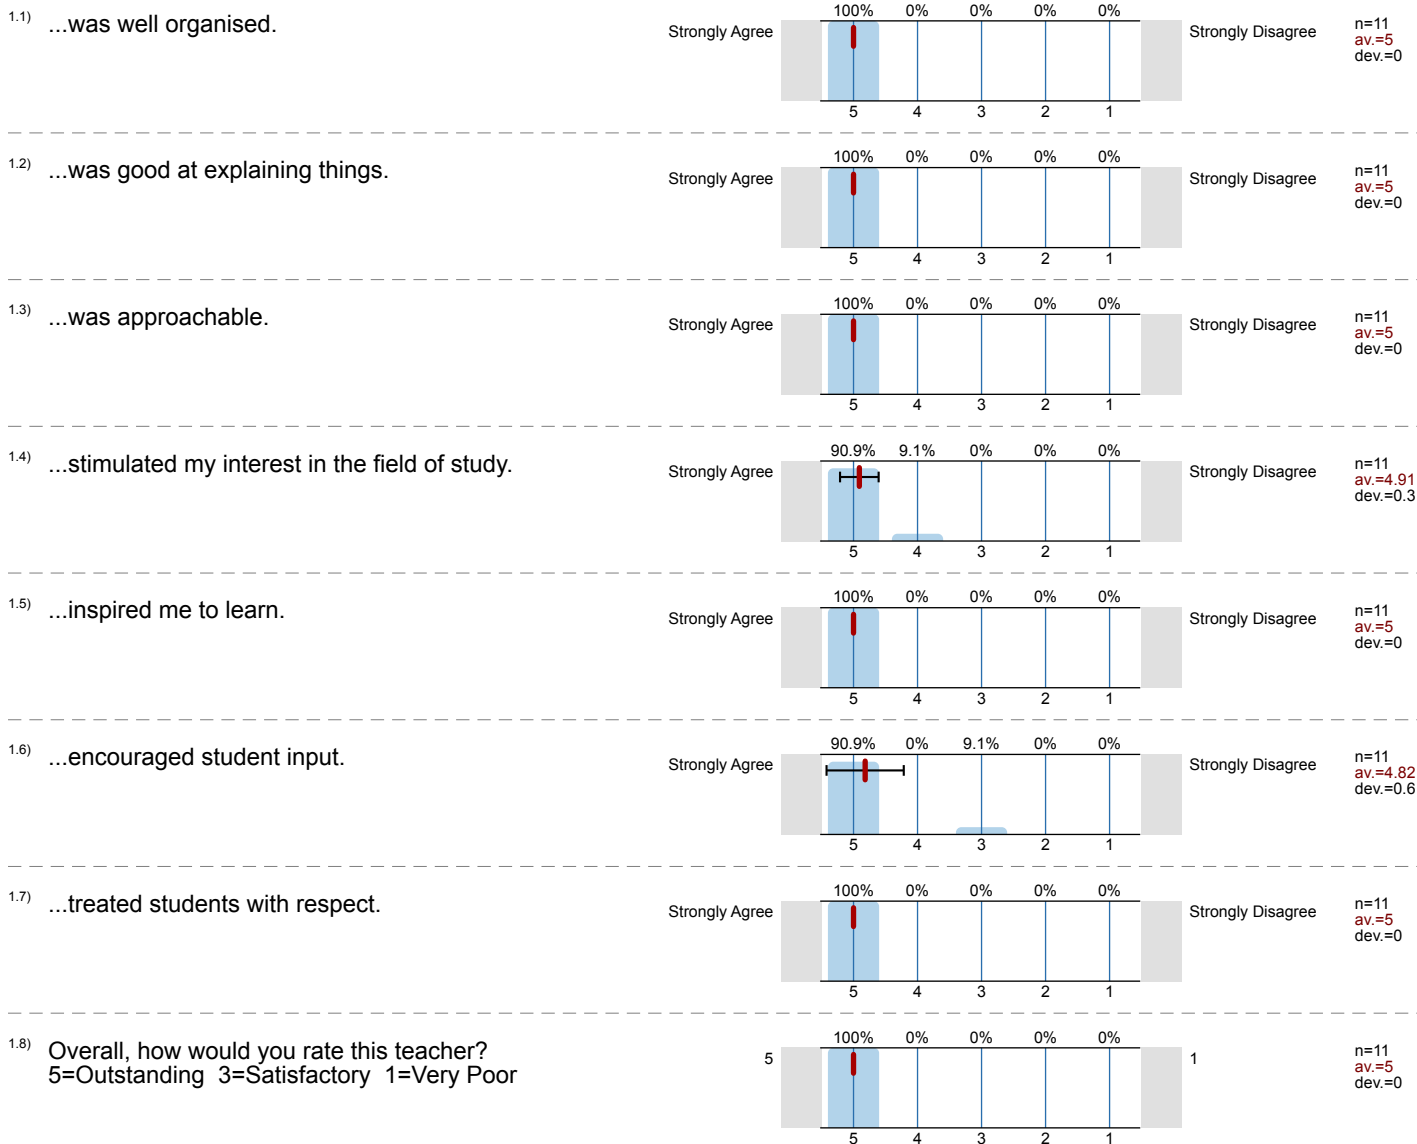 1.1) ...was well organised.
100% 0% 0% 0% 0%
Strongly Agree Strongly Disagree
n=11
av.=5
dev.=0
5 4 3 2 1
1.2) ...was good at explaining things.
100% 0% 0% 0% 0%
Strongly Agree Strongly Disagree
n=11
av.=5
dev.=0
5 4 3 2 1
1.3) ...was approachable.
100% 0% 0% 0% 0%
Strongly Agree Strongly Disagree
n=11
av.=5
dev.=0
5 4 3 2 1
1.4) ...stimulated my interest in the field of study.
90.9% 9.1% 0% 0% 0%
Strongly Agree Strongly Disagree
n=11
av.=4.91
dev.=0.3
5 4 3 2 1
1.5) ...inspired me to learn.
100% 0% 0% 0% 0%
Strongly Agree Strongly Disagree
n=11
av.=5
dev.=0
5 4 3 2 1
1.6) ...encouraged student input.
90.9% 0% 9.1% 0% 0%
Strongly Agree Strongly Disagree
n=11
av.=4.82
dev.=0.6
5 4 3 2 1
1.7) ...treated students with respect.
100% 0% 0% 0% 0%
Strongly Agree Strongly Disagree
n=11
av.=5
dev.=0
5 4 3 2 1
1.8) Overall, how would you rate this teacher?
5=Outstanding 3=Satisfactory 1=Very Poor
100% 0% 0% 0% 0%
5 1
n=11
av.=5
dev.=0
5 4 3 2 1